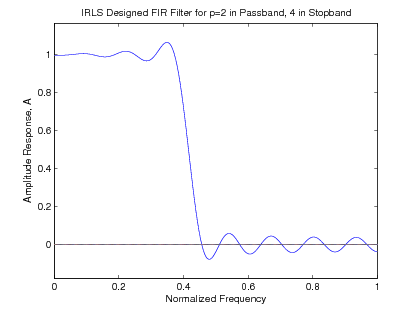 IRLS Designed FIR Filter for p=2 in Passband, 4 in Stopband
Amplitude Response, A
1
0.8
0.6
0.4
0.2
0
0 0.2 0.4 0.6 0.8 1
Normalized Frequency